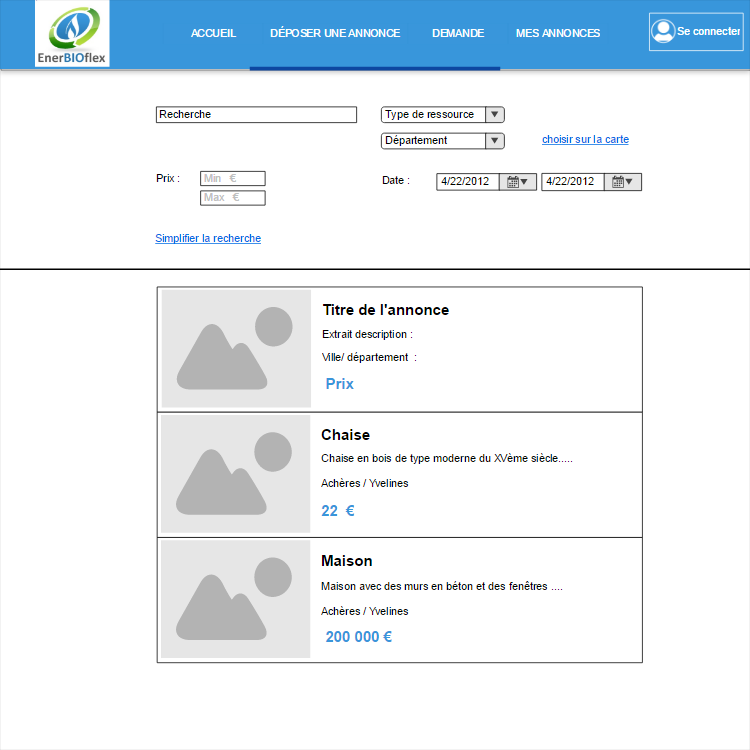 EnerBIOflex
ACCUEIL DÉPOSER UNE ANNONCE DEMANDE MES ANNONCES Se connecter
Recherche Type de ressource
Département choisir sur la carte
Prix : Min € Date : 4/22/2012 4/22/2012
Max €
Simplifier la recherche
Titre de l'annonce
Extrait description :
Ville/ département :
Prix
Chaise
Chaise en bois de type moderne du XVème siècle.....
Achères / Yvelines
22 €
Maison
Maison avec des murs en béton et des fenêtres ....
Achères / Yvelines
200 000 €